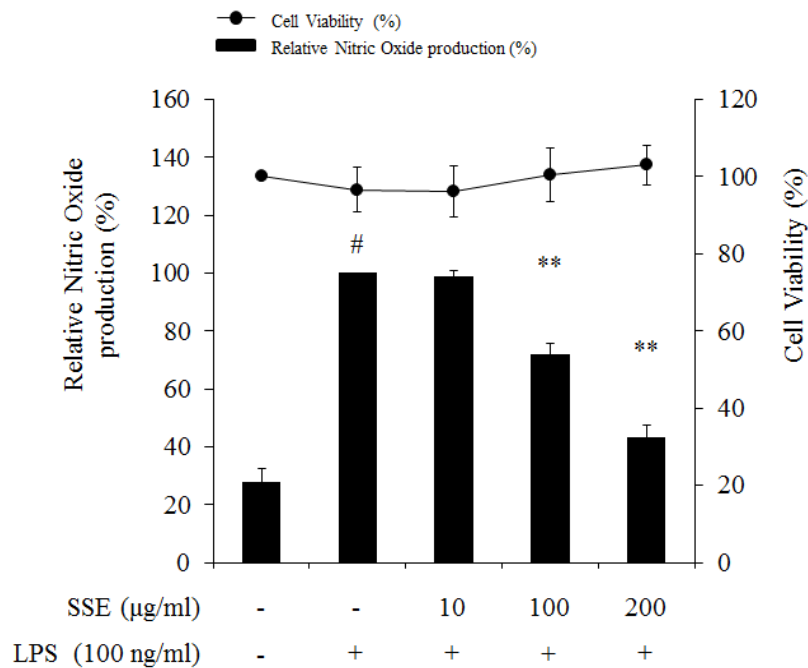 Cell Viability (%)
Relative Nitric Oxide production (%)
Relative Nitric Oxide
production (%)
160
140
120
100
80
60
40
20
0
#
**
**
120
100
80
60
40
20
0
Cell Viability (%)
SSE (µg/ml) - - 10 100 200
LPS (100 ng/ml) - + + + +